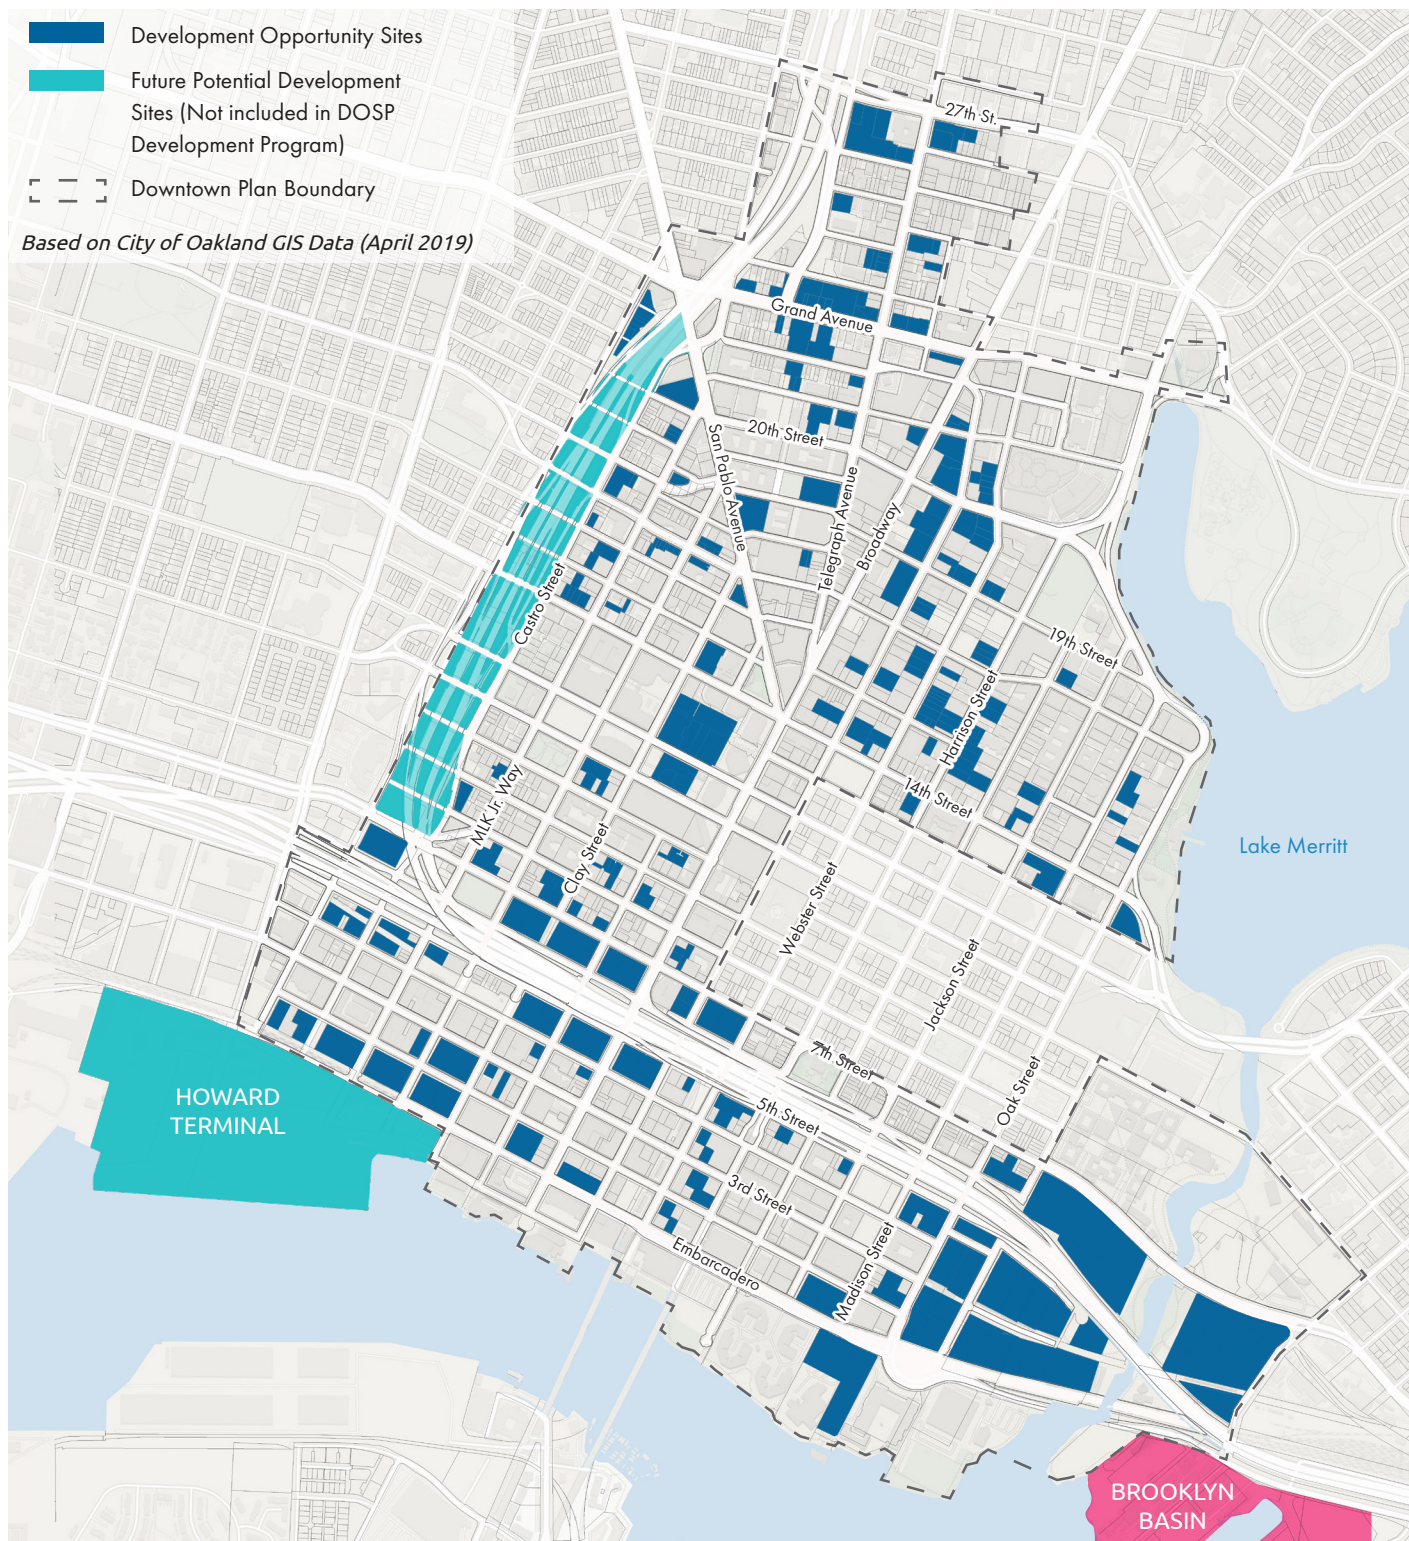 Development Opportunity Sites
Future Potential Development
Sites (Not included in DOSP
Development Program)
Downtown Plan Boundary
Based on City of Oakland GIS Data (April 2019)
27th St.
Grand Avenue
20th Street
San Pablo Avenue
Telegraph Avenue
Broadway
Castro Street
19th Street
Harrison Street
14th Street
MLK Jr. Way
Clay Street
Lake Merritt
Webster Street
Jackson Street
7th Street
Oak Street
HOWARD
TERMINAL
5th Street
3rd Street
Madison Street
Embarcadero
BROOKLYN
BASIN